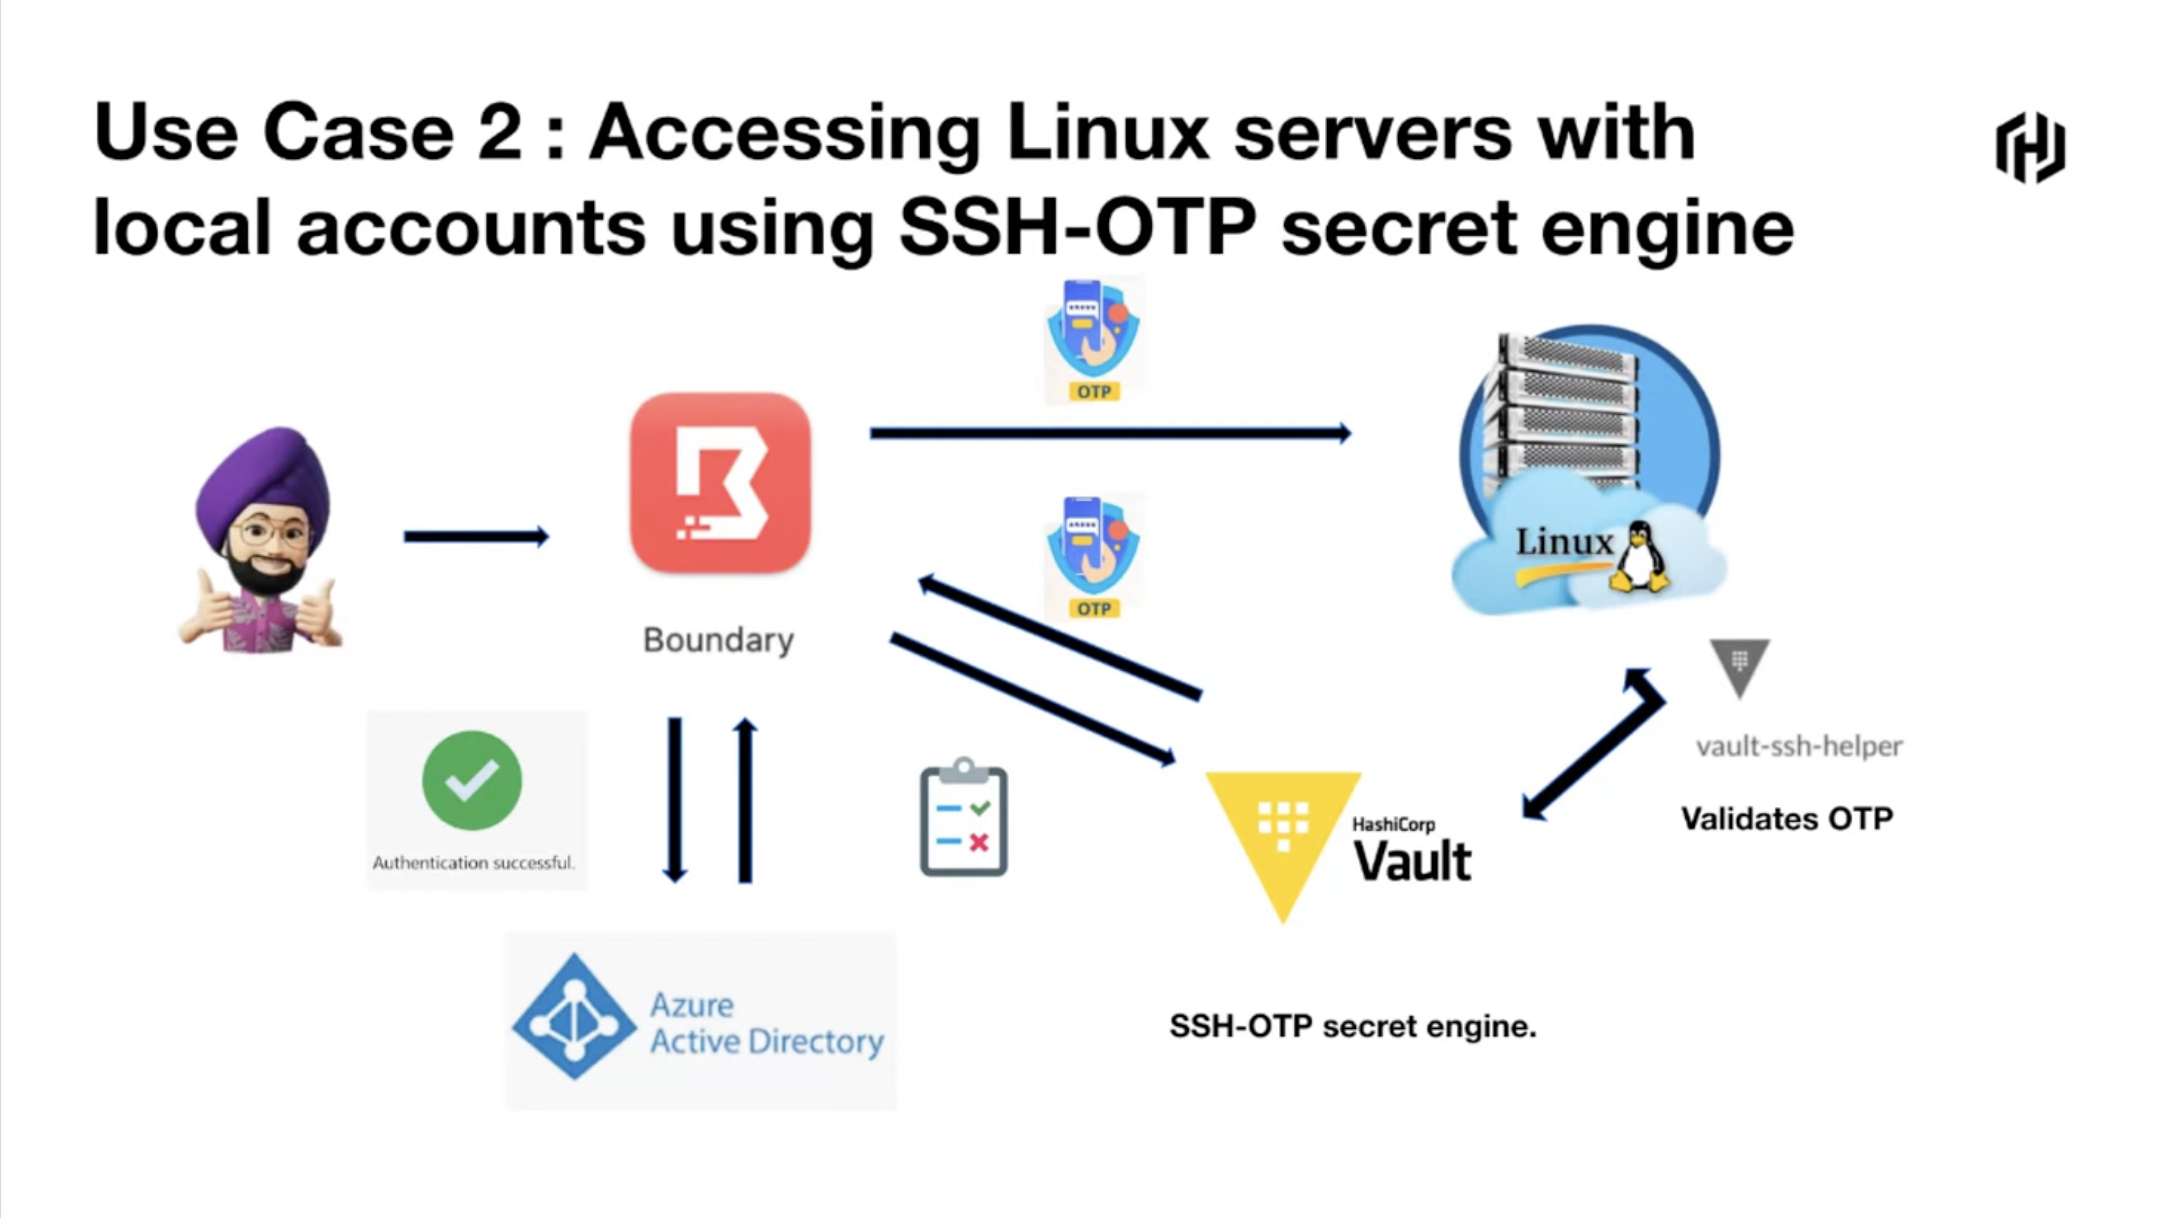 Use Case 2 : Accessing Linux servers with
local accounts using SSH-OTP secret engine
OTP
OTP
Linux
Boundary
vault-ssh-helper
Validates OTP
HashiCorp
Vault
Authentication successful.
Azure
Active Directory
SSH-OTP secret engine.